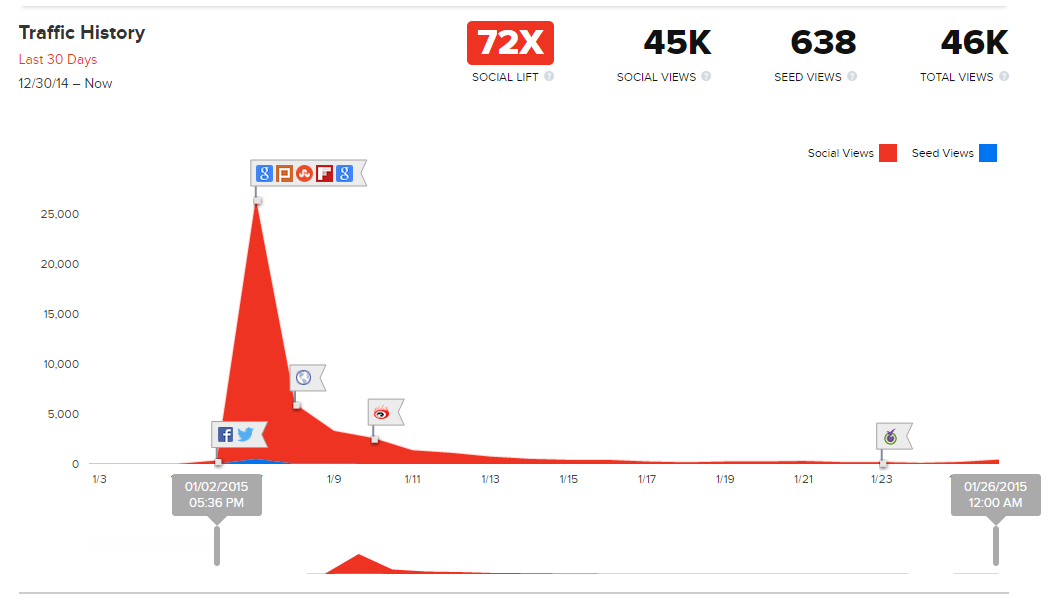 Traffic History
Last 30 Days
12/30/14 – Now
72X
SOCIAL LIFT ?
45K
SOCIAL VIEWS ?
638
SEED VIEWS ?
46K
TOTAL VIEWS ?
Social Views
Seed Views
25,000
20,000
15,000
10,000
5,000
0
1/3
1/9
1/11
1/13
1/15
1/17
1/19
1/21
1/23
01/02/2015
05:36 PM
01/26/2015
12:00 AM